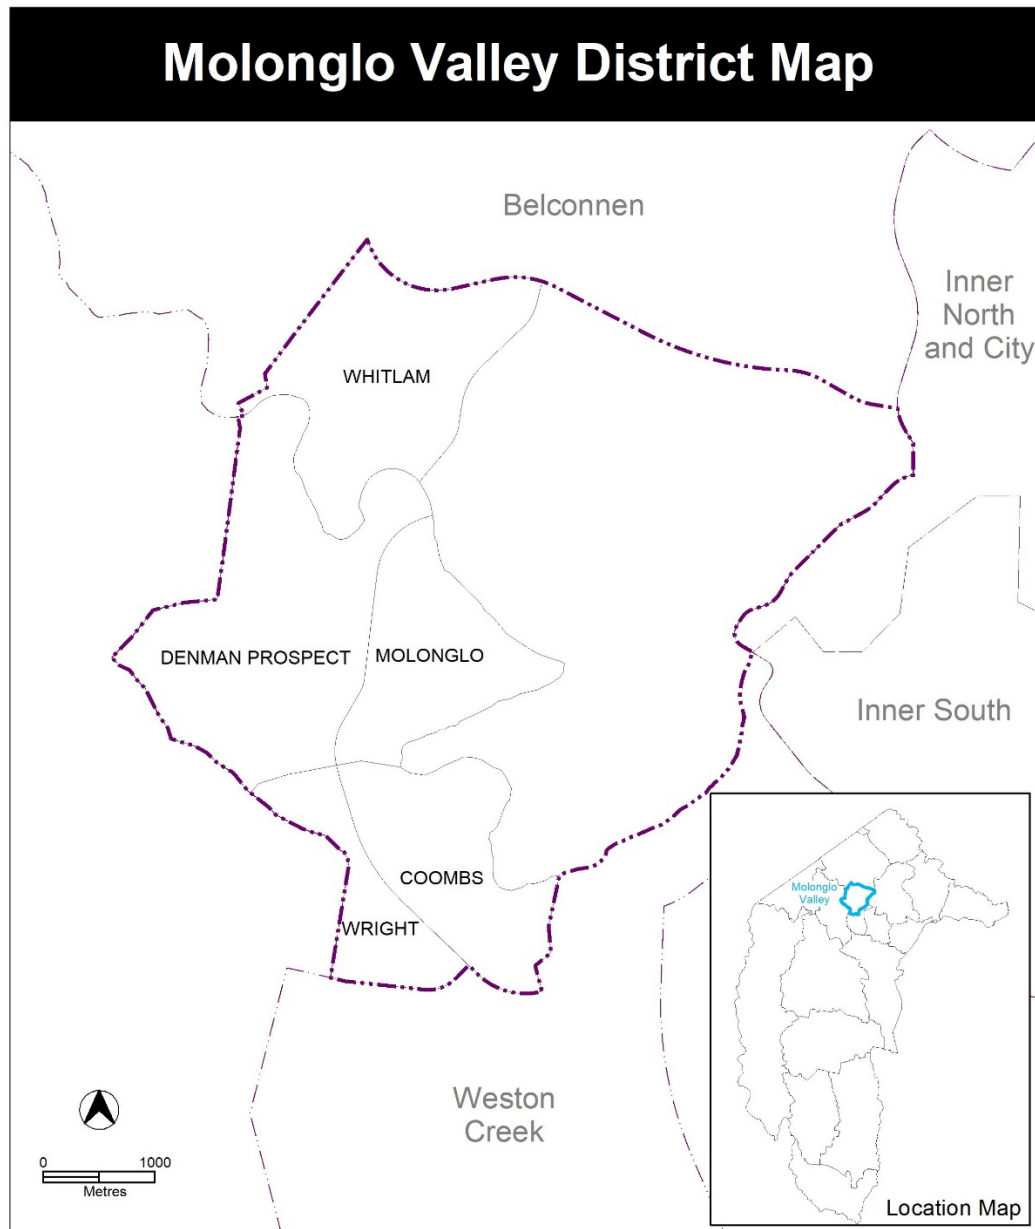 Molonglo Valley District Map
Belconnen
Inner
North
and City
WHITLAM
DENMAN PROSPECT
MOLONGLO
Inner South
COOMBS
WRIGHT
Weston
Creek
0 1000
Metres
Molonglo
Valley
Location Map